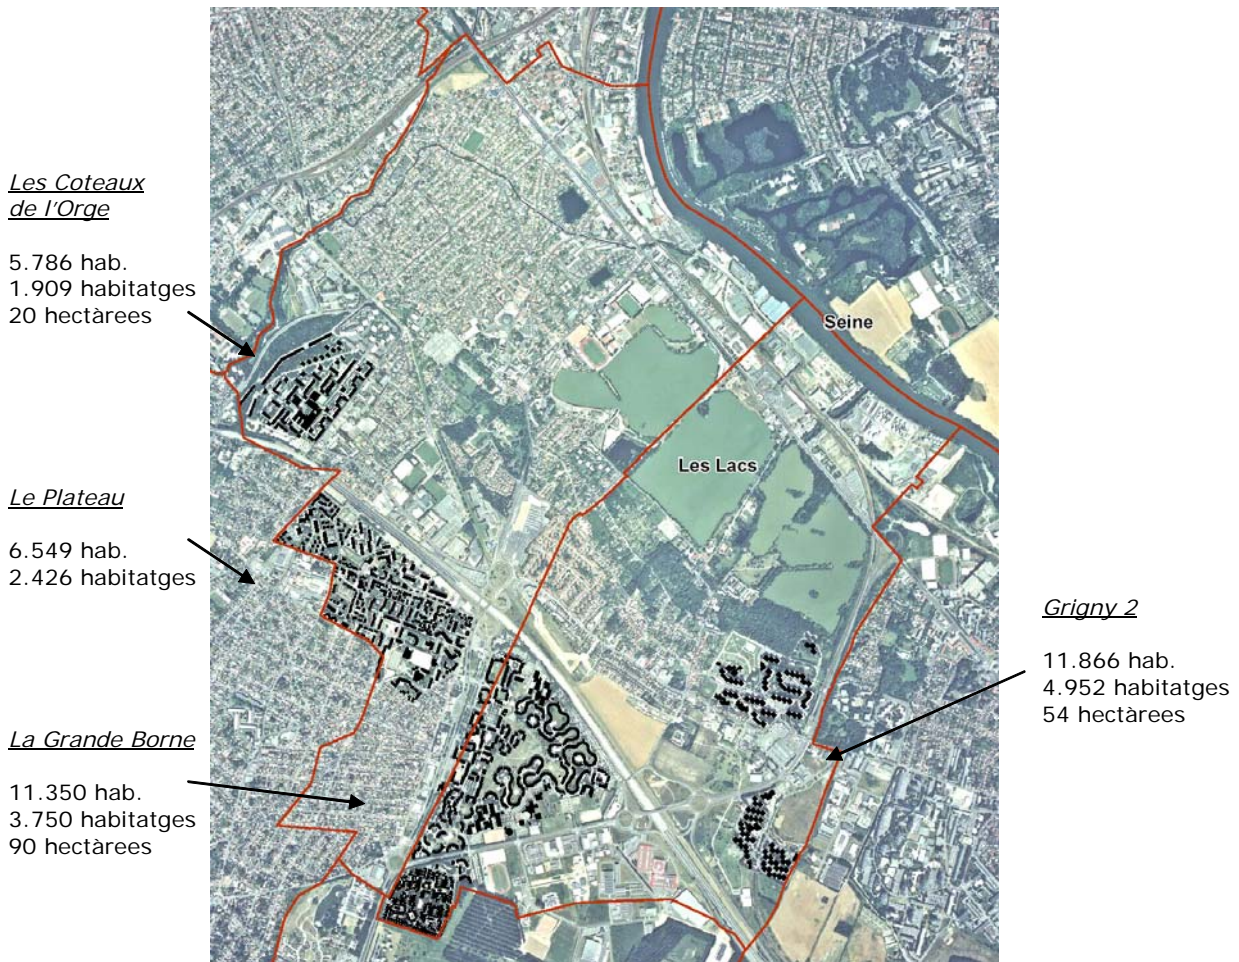 Les Coteaux
de l'Orge
5.786 hab.
1.909 habitatges
20 hectàrees
Le Plateau
6.549 hab.
2.426 habitatges
La Grande Borne
11.350 hab.
3.750 habitatges
90 hectàrees
Seine
Les Lacs
Grigny 2
11.866 hab.
4.952 habitatges
54 hectàrees